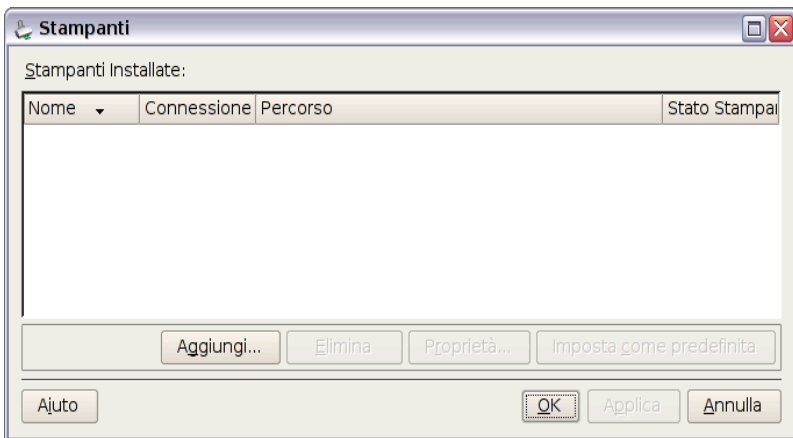 Stampanti
Stampanti Installate:
Nome Connessione Percorso Stato Stampa
Aggiungi... Elimina Proprietà... Imposta come predefinita
Aiuto OK Applica Annulla